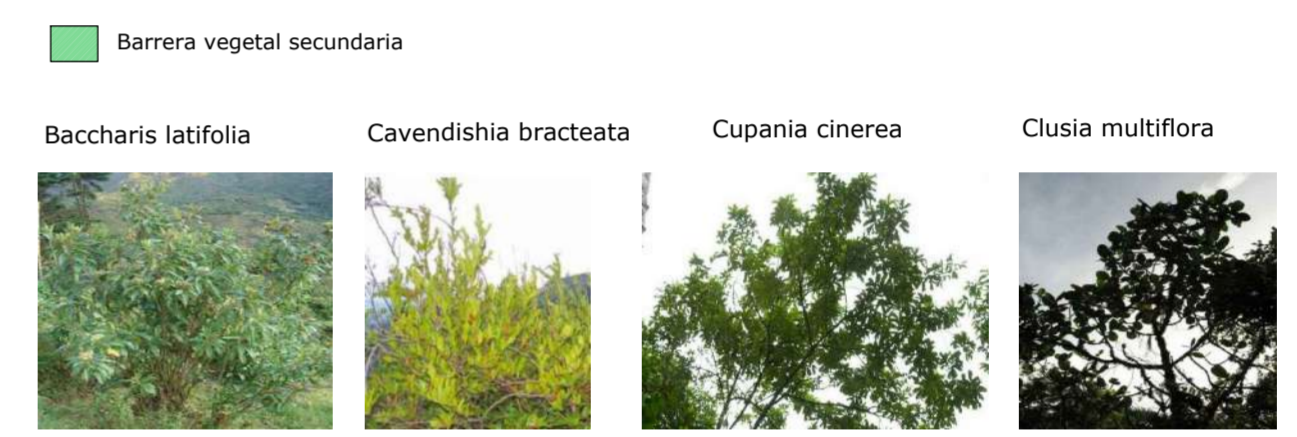 Barrera vegetal secundaria
Baccharis latifolia
Cavendishia bracteata
Cupania cinerea
Clusia multiflora